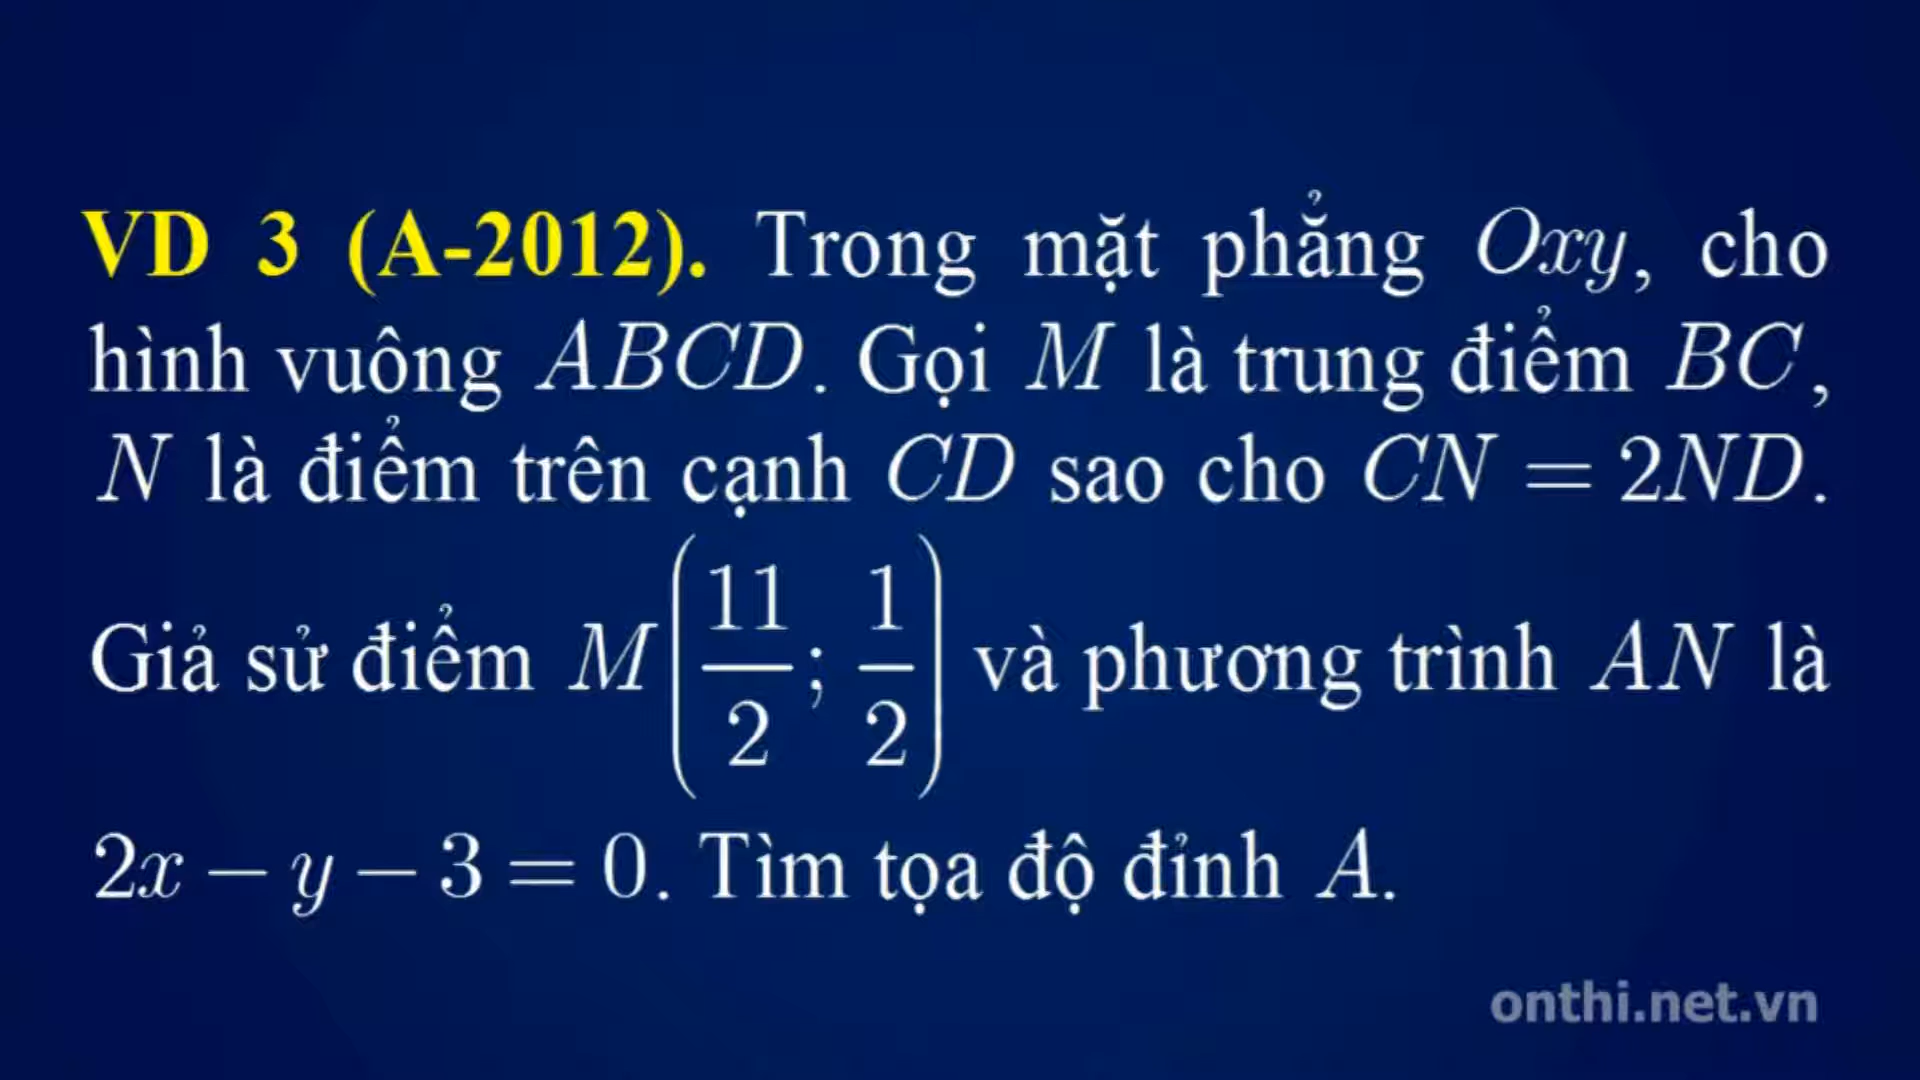 VD 3 (A-2012). Trong mặt phẳng Oxy, cho
hình vuông ABCD. Gọi M là trung điểm BC,
N là điểm trên cạnh CD sao cho CN = 2ND.
Giả sử điểm M(11/2; 1/2) và phương trình AN là
2x − y − 3 = 0. Tìm tọa độ đỉnh A.
onthi.net.vn